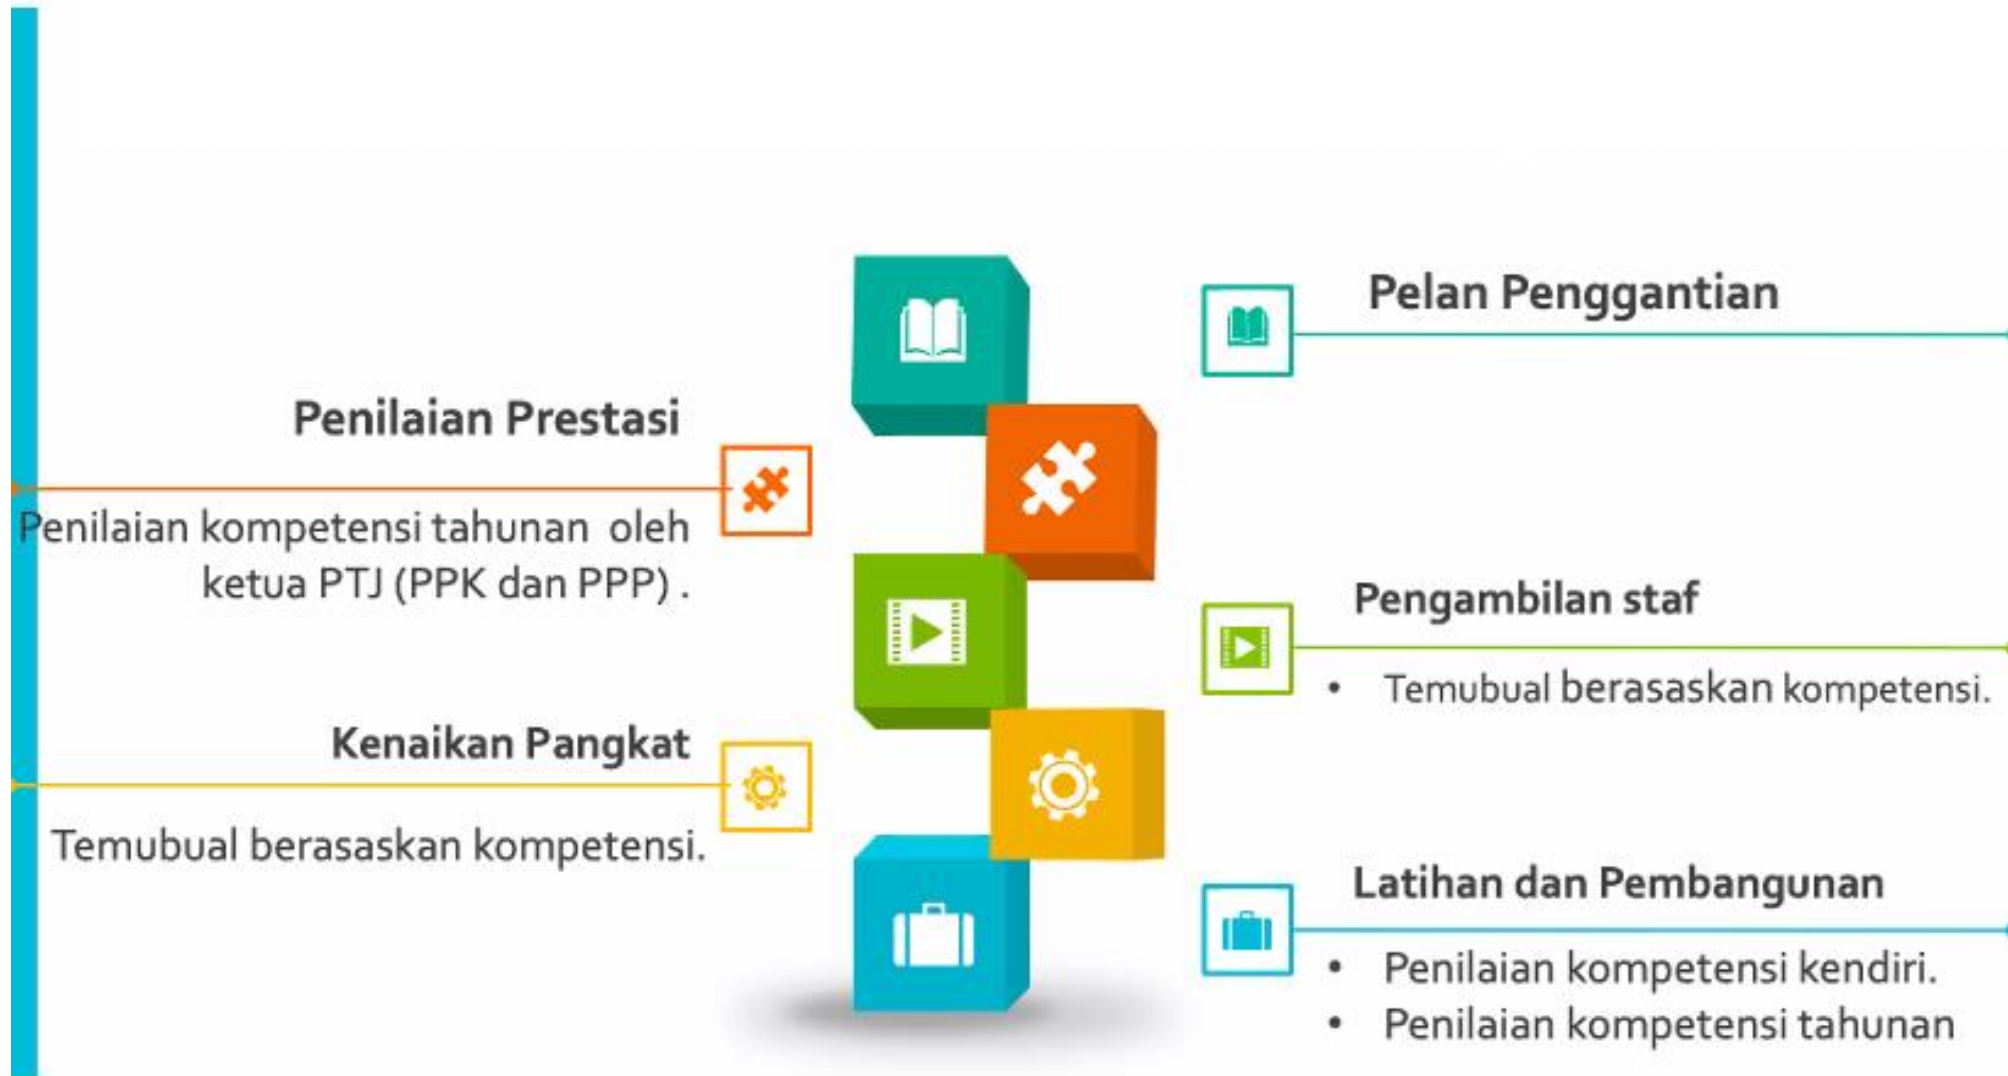 Pelan Penggantian
Penilaian Prestasi
Penilaian kompetensi tahunan oleh
ketua PTJ (PPK dan PPP) .
Pengambilan staf
• Temubual berasaskan kompetensi.
Kenaikan Pangkat
Temubual berasaskan kompetensi.
Latihan dan Pembangunan
• Penilaian kompetensi kendiri.
• Penilaian kompetensi tahunan